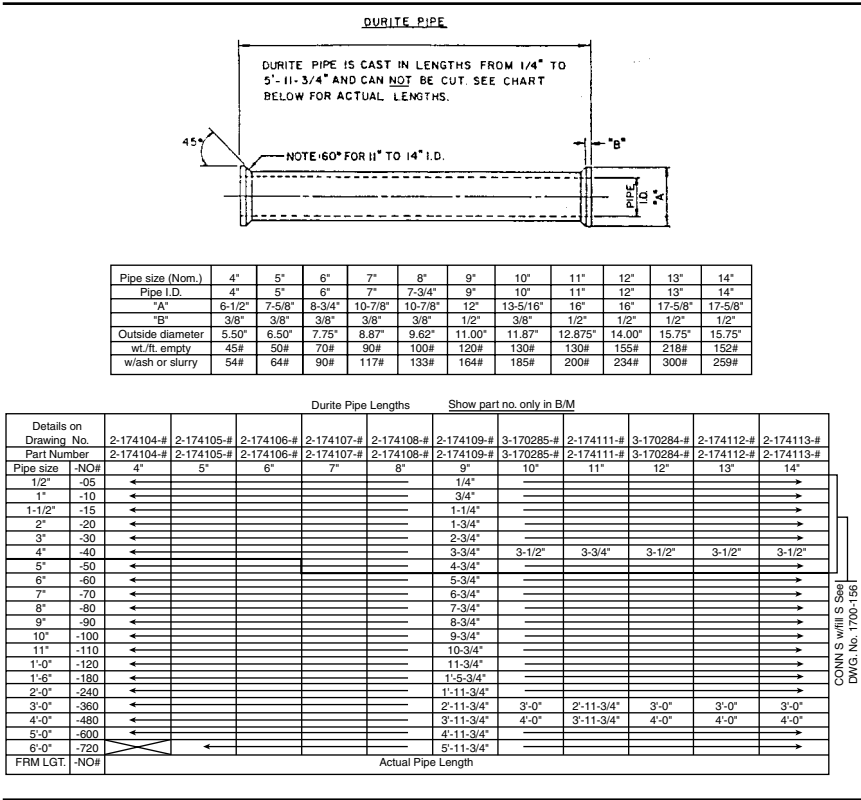 DURITE PIPE
DURITE PIPE IS CAST IN LENGTHS FROM 1/4" TO
5'-11-3/4" AND CAN NOT BE CUT. SEE CHART
BELOW FOR ACTUAL LENGTHS.
45°
NOTE:60° FOR 11" TO 14" I.D.
"B"
PIPE
I.D.
"A"
Pipe size (Nom.) 4" 5" 6" 7" 8" 9" 10" 11" 12" 13" 14"
Pipe I.D. 4" 5" 6" 7" 7-3/4" 9" 10" 11" 12" 13" 14"
"A" 6-1/2" 7-5/8" 8-3/4" 10-7/8" 10-7/8" 12" 13-5/16" 16" 16" 17-5/8" 17-5/8"
"B" 3/8" 3/8" 3/8" 3/8" 3/8" 1/2" 3/8" 1/2" 1/2" 1/2" 1/2"
Outside diameter 5.50" 6.50" 7.75" 8.87" 9.62" 11.00" 11.87" 12.875" 14.00" 15.75" 15.75"
wt./ft. empty 45# 50# 70# 90# 100# 120# 130# 130# 155# 218# 152#
w/ash or slurry 54# 64# 90# 117# 133# 164# 185# 200# 234# 300# 259#
Durite Pipe Lengths Show part no. only in B/M
Details on
Drawing No. 2-174104-# 2-174105-# 2-174106-# 2-174107-# 2-174108-# 2-174109-# 3-170285-# 2-174111-# 3-170284-# 2-174112-# 2-174113-#
Part Number 2-174104-# 2-174105-# 2-174106-# 2-174107-# 2-174108-# 2-174109-# 3-170285-# 2-174111-# 3-170284-# 2-174112-# 2-174113-#
Pipe size -NO# 4" 5" 6" 7" 8" 9" 10" 11" 12" 13" 14"
1/2" -05 1/4"
1" -10 3/4"
1-1/2" -15 1-1/4"
2" -20 1-3/4"
3" -30 2-3/4"
4" -40 3-3/4" 3-1/2" 3-3/4" 3-1/2" 3-1/2" 3-1/2"
5" -50 4-3/4"
6" -60 5-3/4"
7" -70 6-3/4"
8" -80 7-3/4"
9" -90 8-3/4"
10" -100 9-3/4"
11" -110 10-3/4"
1'-0" -120 11-3/4"
1'-6" -180 1'-5-3/4"
2'-0" -240 1'-11-3/4"
3'-0" -360 2'-11-3/4" 3'-0" 2'-11-3/4" 3'-0" 3'-0" 3'-0"
4'-0" -480 3'-11-3/4" 4'-0" 3'-11-3/4" 4'-0" 4'-0" 4'-0"
5'-0" -600 4'-11-3/4"
6'-0" -720 5'-11-3/4"
FRM LGT. -NO# Actual Pipe Length
CONN S w/fill S See
DWG. No. 1700-156